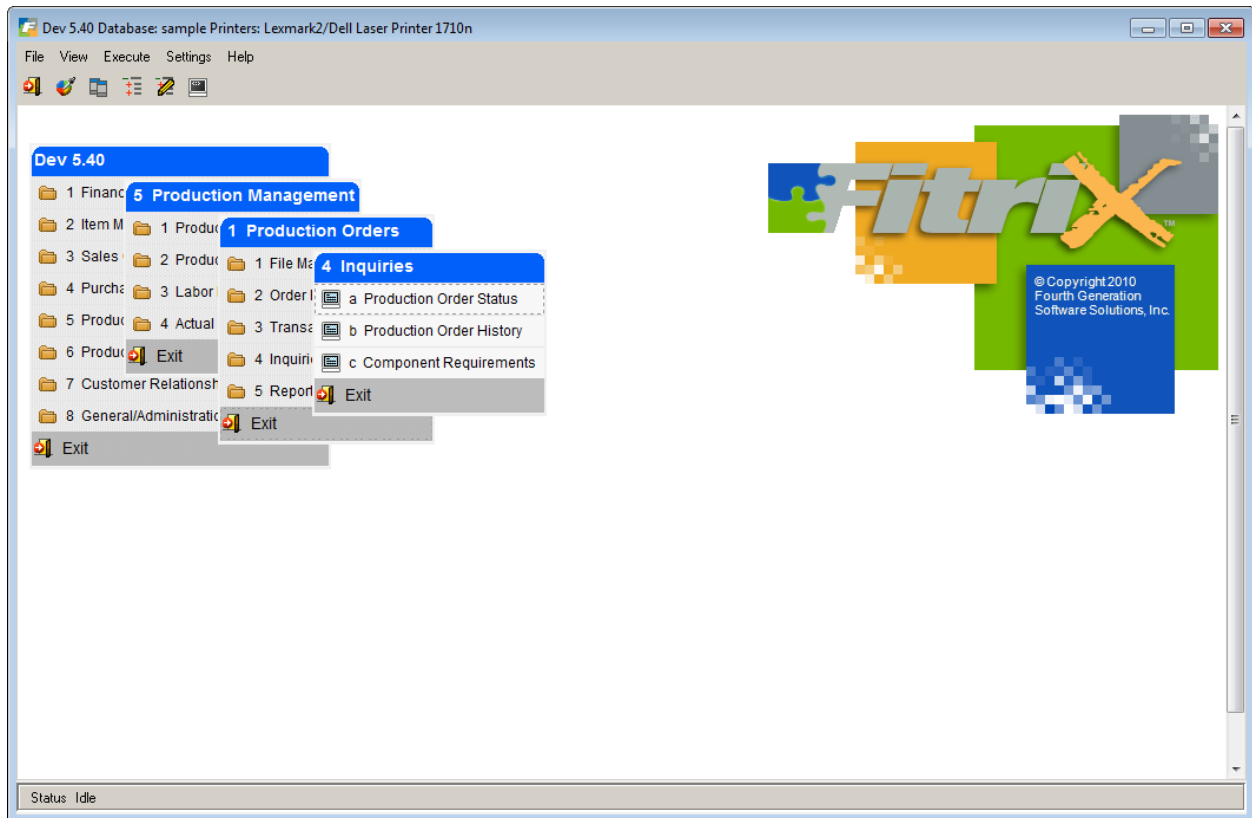 Dev 5.40 Database: sample Printers: Lexmark2/Dell Laser Printer 1710n
File View Execute Settings Help
Dev 5.40
1 Financ
2 Item M
3 Sales
4 Purcha
5 Produc
6 Produc
7 Customer Relationsh
8 General/Administratio
Exit
5 Production Management
1 Produc
2 Produc
3 Labor
4 Actual
Exit
1 Production Orders
1 File Ma
2 Order
3 Transa
4 Inquiri
5 Report
Exit
4 Inquiries
a Production Order Status
b Production Order History
c Component Requirements
Exit
FitriX
TM
© Copyright 2010
Fourth Generation
Software Solutions, Inc.
Status Idle